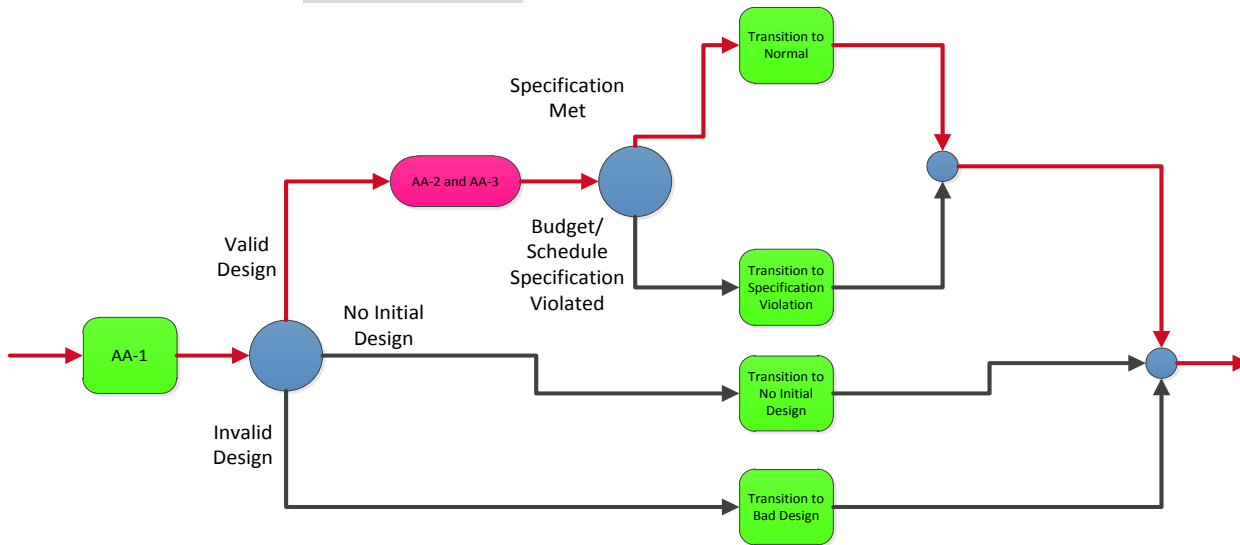 Transition to
Normal
Specification
Met
AA-2 and AA-3
Budget/
Schedule
Specification
Violated
Valid
Design
Transition to
Specification
Violation
No Initial
Design
AA-1
Transition to
No Initial
Design
Invalid
Design
Transition to
Bad Design